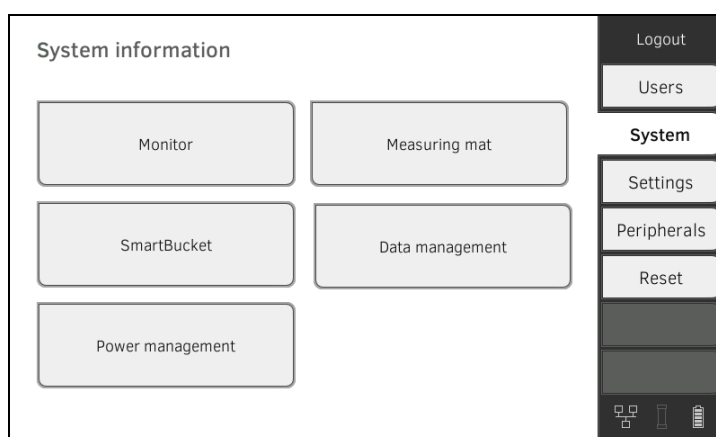 System information
Monitor
Measuring mat
SmartBucket
Data management
Power management
Logout
Users
System
Settings
Peripherals
Reset